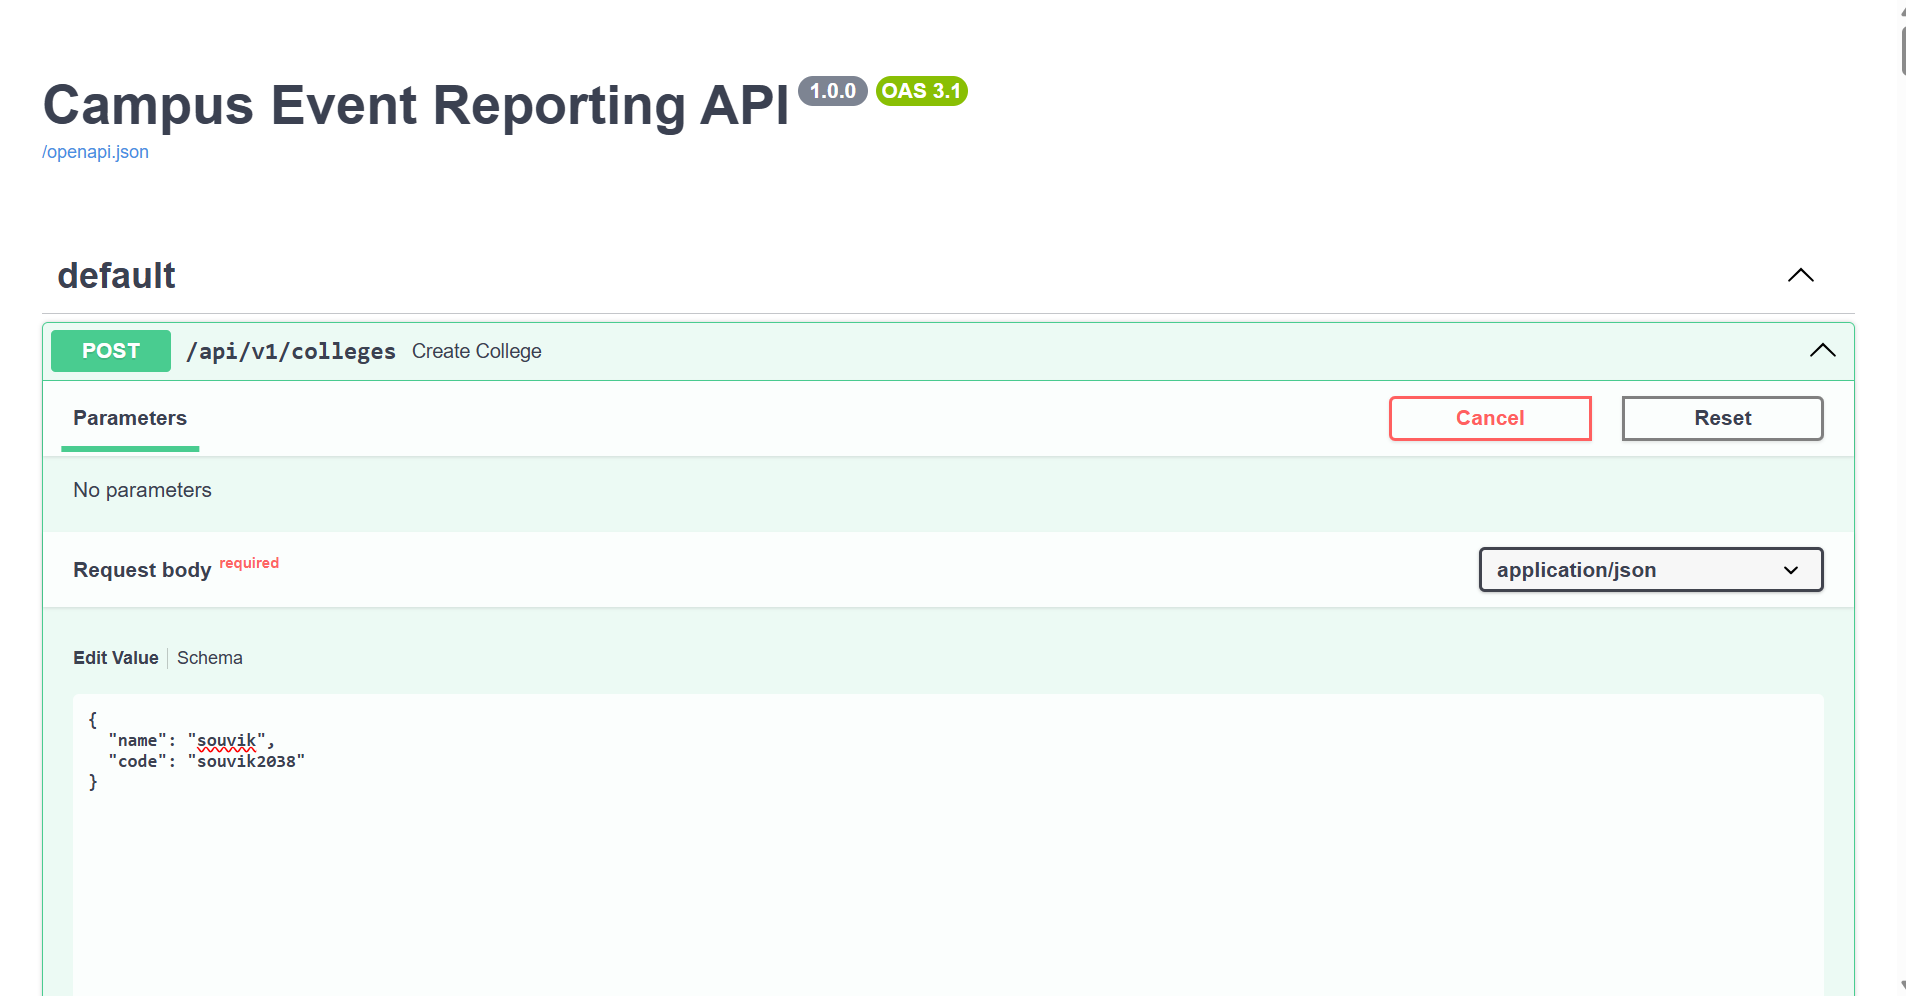 Campus Event Reporting API 1.0.0 OAS 3.1
/openapi.json
default
POST /api/v1/colleges Create College
Parameters Cancel Reset
No parameters
Request body required application/json
Edit Value Schema
{
"name": "souvik",
"code": "souvik2038"
}